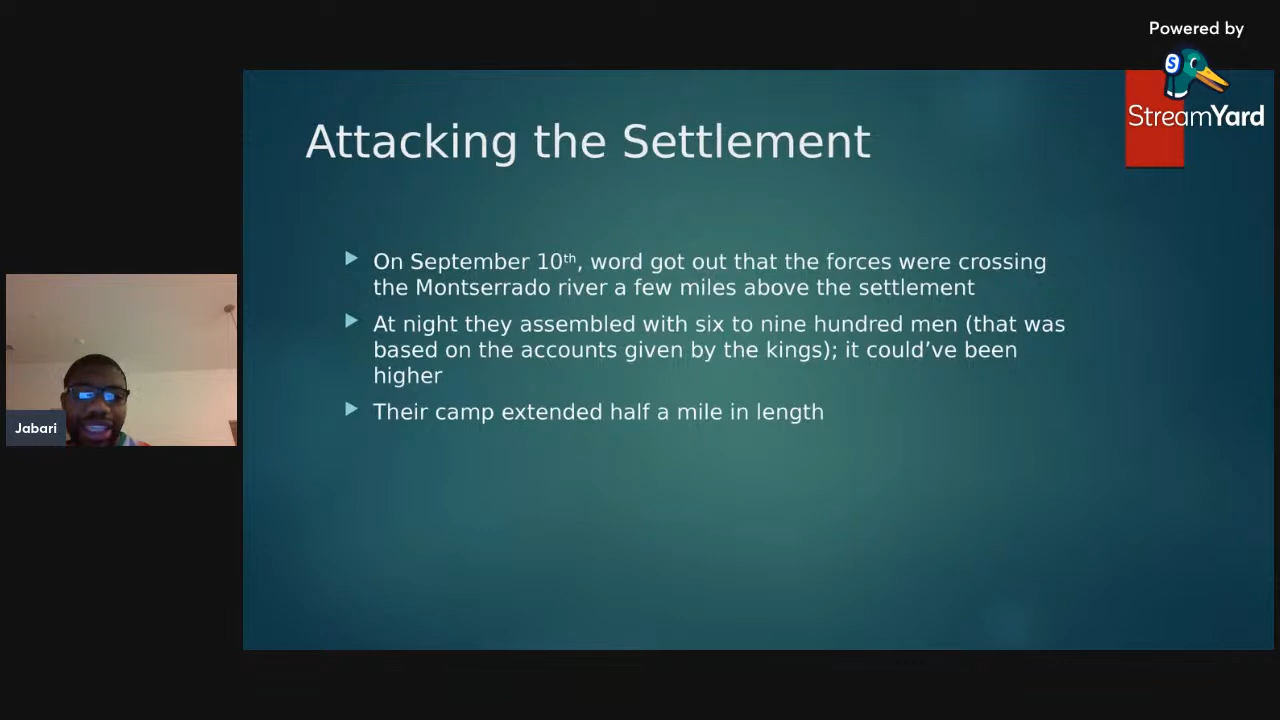 Powered by
StreamYard
Attacking the Settlement
On September 10th, word got out that the forces were crossing
the Montserrado river a few miles above the settlement
At night they assembled with six to nine hundred men (that was
based on the accounts given by the kings); it could’ve been
higher
Their camp extended half a mile in length
Jabari